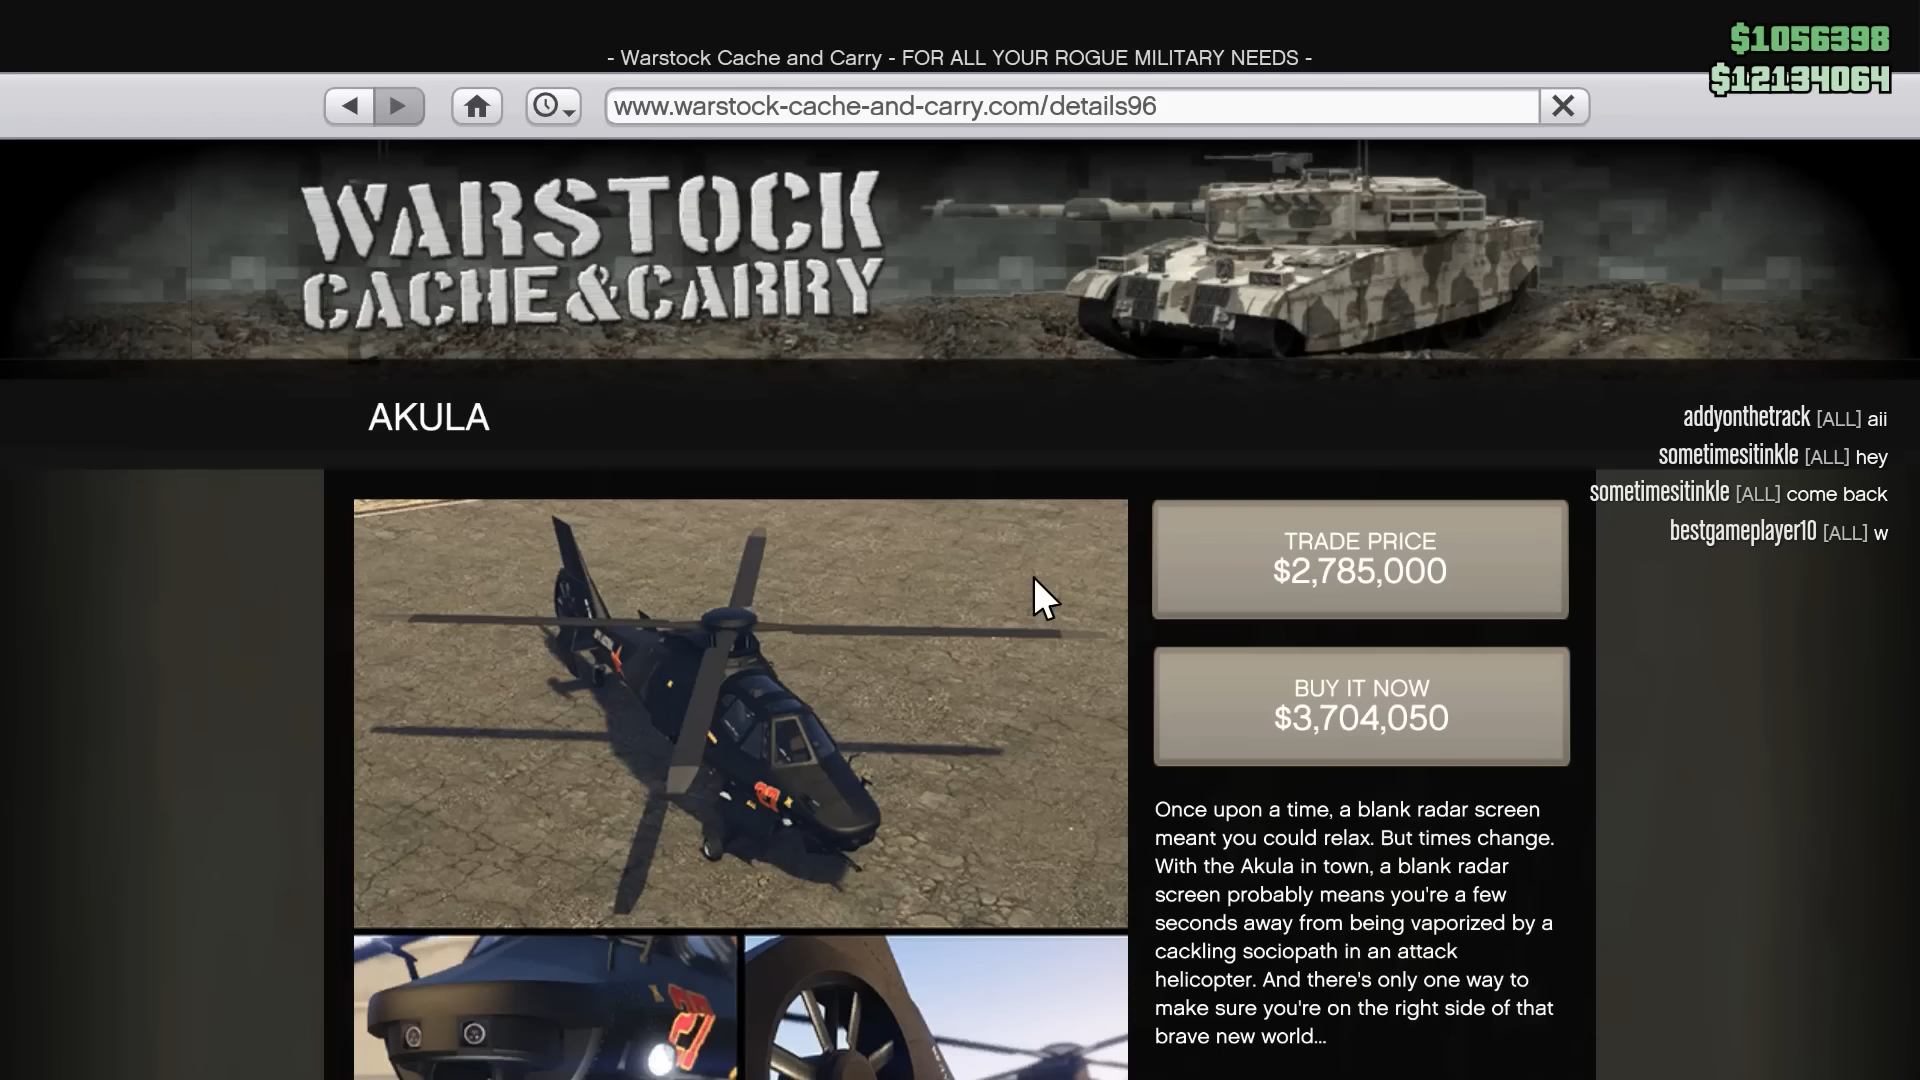 - Warstock Cache and Carry - FOR ALL YOUR ROGUE MILITARY NEEDS -
$1056398
$12134064
www.warstock-cache-and-carry.com/details96
WARSTOCK
CACHE & CARRY
AKULA
addyonthetrack [ALL] aii
sometimesitinkle [ALL] hey
sometimesitinkle [ALL] come back
bestgameplayer10 [ALL] w
TRADE PRICE
$2,785,000
BUY IT NOW
$3,704,050
Once upon a time, a blank radar screen
meant you could relax. But times change.
With the Akula in town, a blank radar
screen probably means you're a few
seconds away from being vaporized by a
cackling sociopath in an attack
helicopter. And there's only one way to
make sure you're on the right side of that
brave new world...
27
27